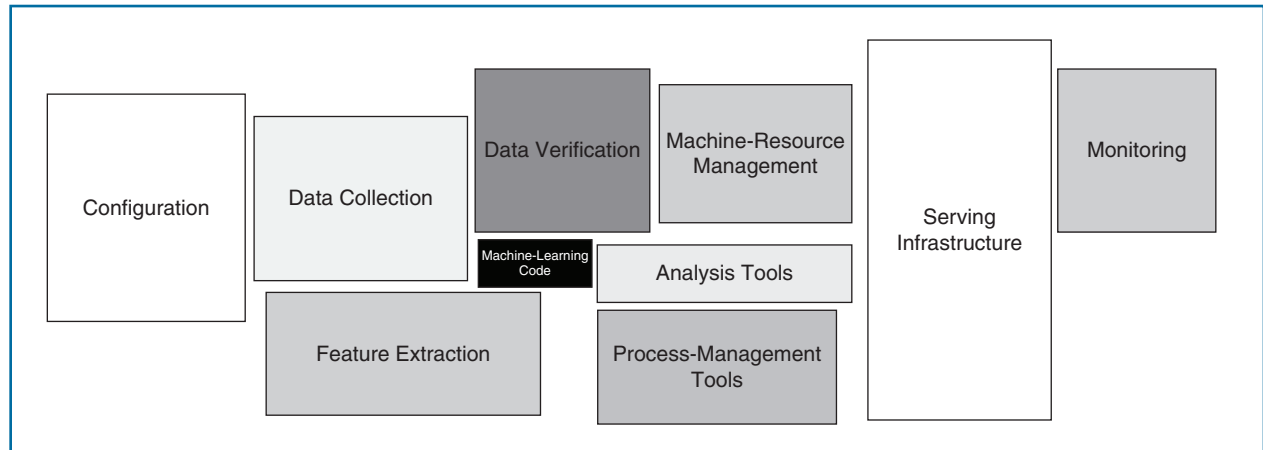 Configuration
Data Collection
Feature Extraction
Data Verification
Machine-Learning
Code
Machine-Resource
Management
Analysis Tools
Process-Management
Tools
Serving
Infrastructure
Monitoring